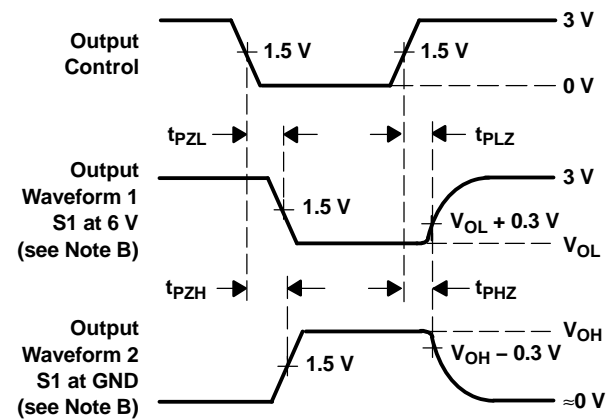 Output
Control
1.5 V
1.5 V
3 V
0 V
tPZL
tPLZ
Output
Waveform 1
S1 at 6 V
(see Note B)
1.5 V
3 V
VOL + 0.3 V
VOL
tPZH
tPHZ
Output
Waveform 2
S1 at GND
(see Note B)
1.5 V
VOH
VOH − 0.3 V
≈0 V